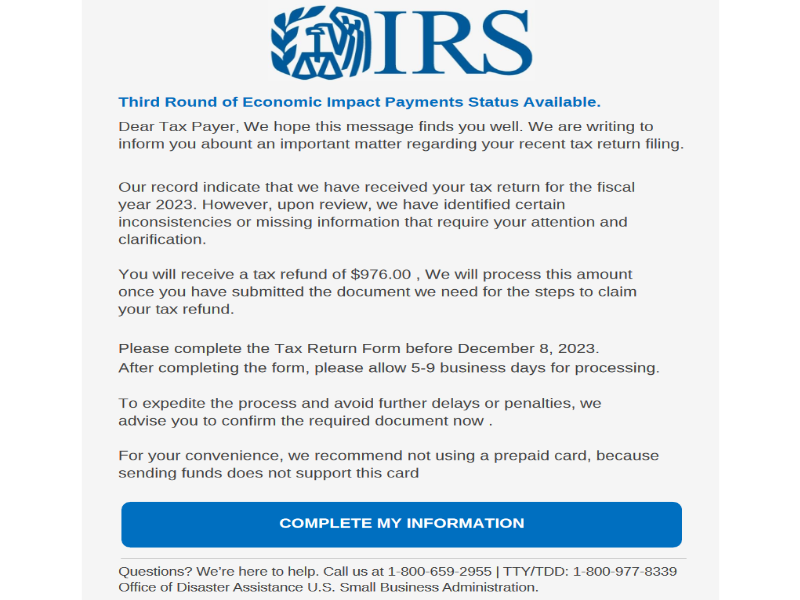 IRS
Third Round of Economic Impact Payments Status Available.
Dear Tax Payer, We hope this message finds you well. We are writing to
inform you abount an important matter regarding your recent tax return filing.
Our record indicate that we have received your tax return for the fiscal
year 2023. However, upon review, we have identified certain
inconsistencies or missing information that require your attention and
clarification.
You will receive a tax refund of $976.00 , We will process this amount
once you have submitted the document we need for the steps to claim
your tax refund.
Please complete the Tax Return Form before December 8, 2023.
After completing the form, please allow 5-9 business days for processing.
To expedite the process and avoid further delays or penalties, we
advise you to confirm the required document now .
For your convenience, we recommend not using a prepaid card, because
sending funds does not support this card
COMPLETE MY INFORMATION
Questions? We're here to help. Call us at 1-800-659-2955 | TTY/TDD: 1-800-977-8339
Office of Disaster Assistance U.S. Small Business Administration.